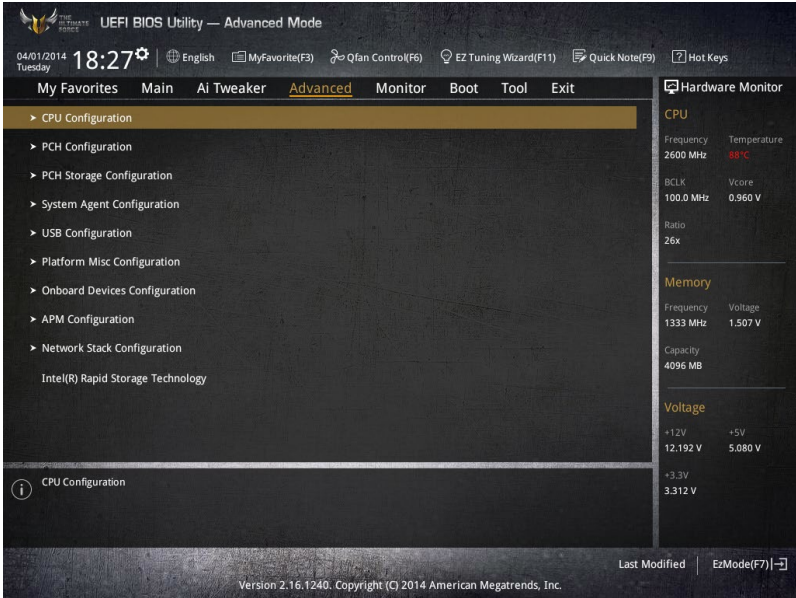 THE ULTIMATE FORCE
UEFI BIOS Utility — Advanced Mode
04/01/2014 Tuesday 18:27 English MyFavorite(F3) Qfan Control(F6) EZ Tuning Wizard(F11) Quick Note(F9) ? Hot Keys
My Favorites Main Ai Tweaker Advanced Monitor Boot Tool Exit
> CPU Configuration
> PCH Configuration
> PCH Storage Configuration
> System Agent Configuration
> USB Configuration
> Platform Misc Configuration
> Onboard Devices Configuration
> APM Configuration
> Network Stack Configuration
Intel(R) Rapid Storage Technology
i CPU Configuration
Hardware Monitor
CPU
Frequency Temperature
2600 MHz 88°C
BCLK Vcore
100.0 MHz 0.960 V
Ratio
26x
Memory
Frequency Voltage
1333 MHz 1.507 V
Capacity
4096 MB
Voltage
+12V +5V
12.192 V 5.080 V
+3.3V
3.312 V
Last Modified EzMode(F7)
Version 2.16.1240. Copyright (C) 2014 American Megatrends, Inc.